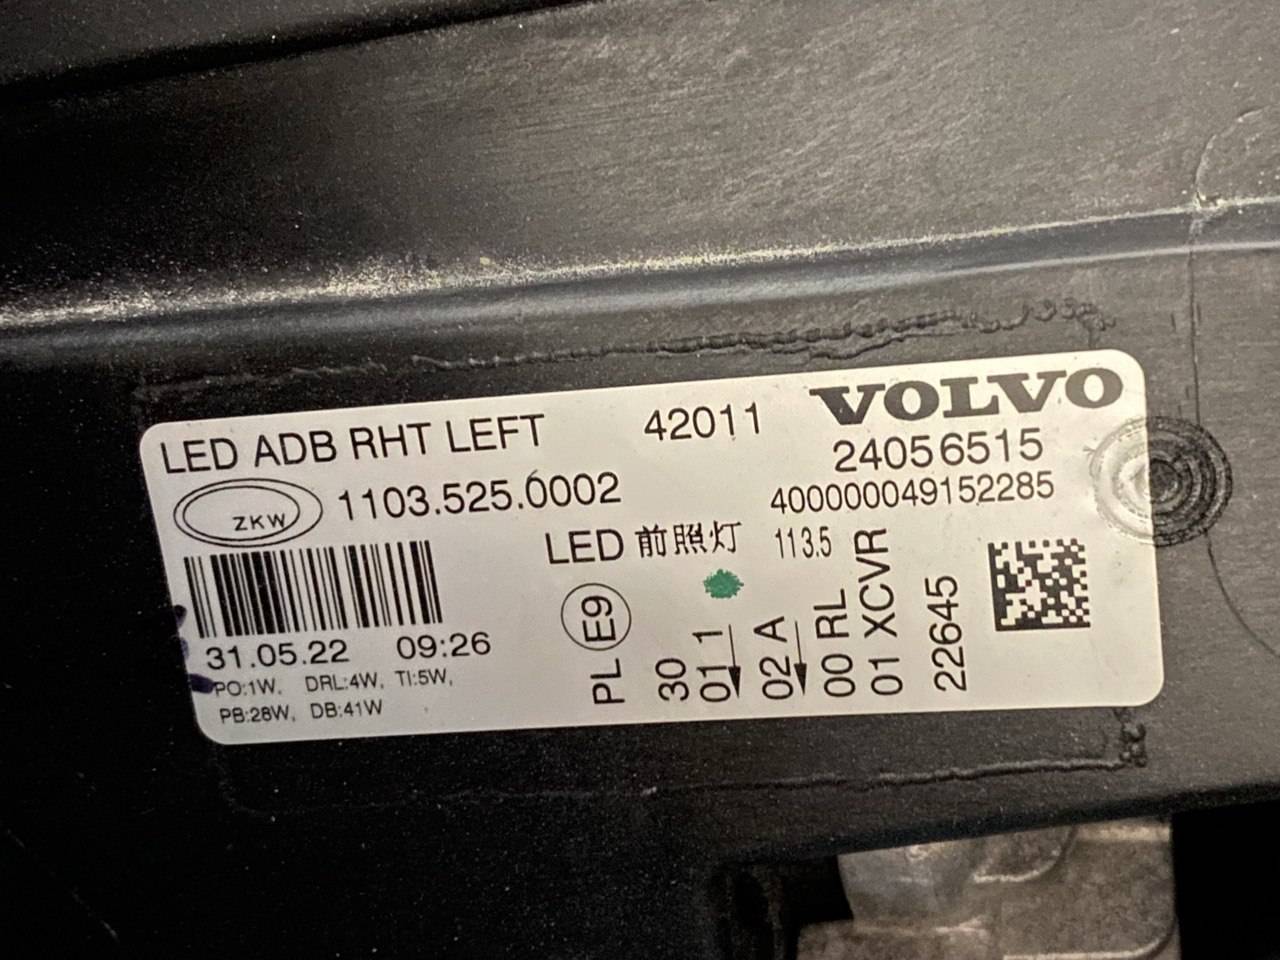 LED ADB RHT LEFT 42011 VOLVO
24056515
ZKW 1103.525.0002 400000049152285
LED 前照灯 113.5
31.05.22 09:26
PO:1W, DRL:4W, TI:5W,
PB:28W, DB:41W
PL E9
30
01 1
02 A
00 RL
01 XCVR
22645